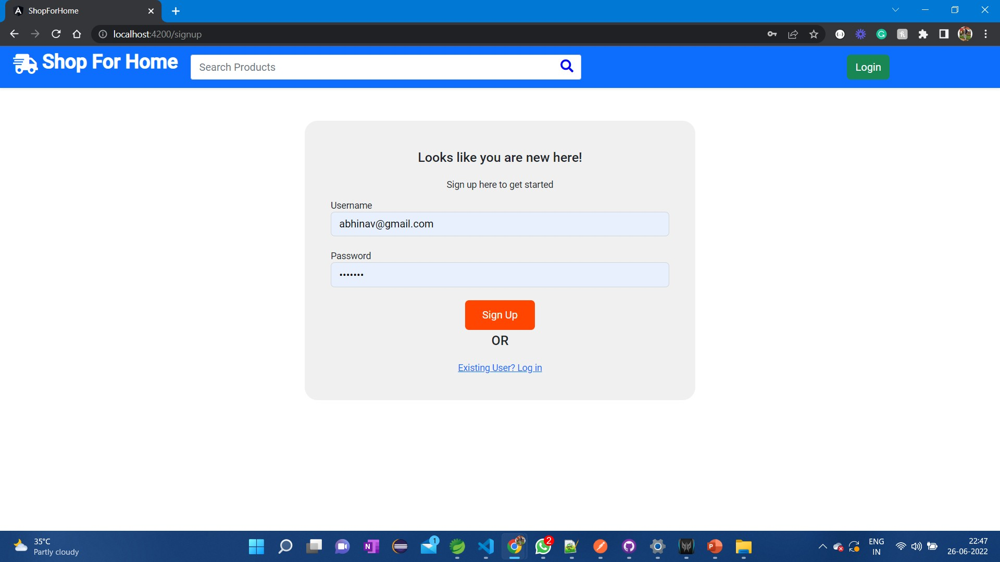 ShopForHome
localhost:4200/signup
Shop For Home
Search Products
Login
Looks like you are new here!
Sign up here to get started
Username
abhinav@gmail.com
Password
•••••••
Sign Up
OR
Existing User? Log in
35°C
Partly cloudy
N
1
2
P
ENG
IN
22:47
26-06-2022